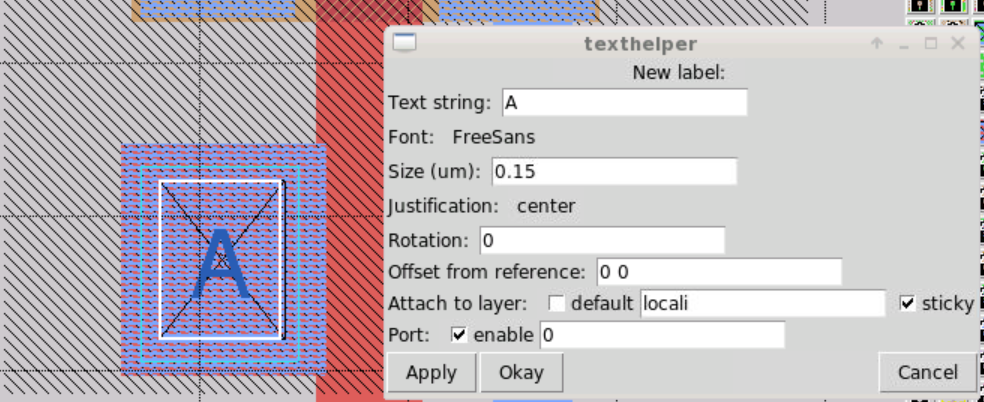 texthelper
New label:
Text string: A
Font: FreeSans
Size (um): 0.15
Justification: center
Rotation: 0
Offset from reference: 0 0
Attach to layer: default locali sticky
Port: enable 0
Apply Okay Cancel
A